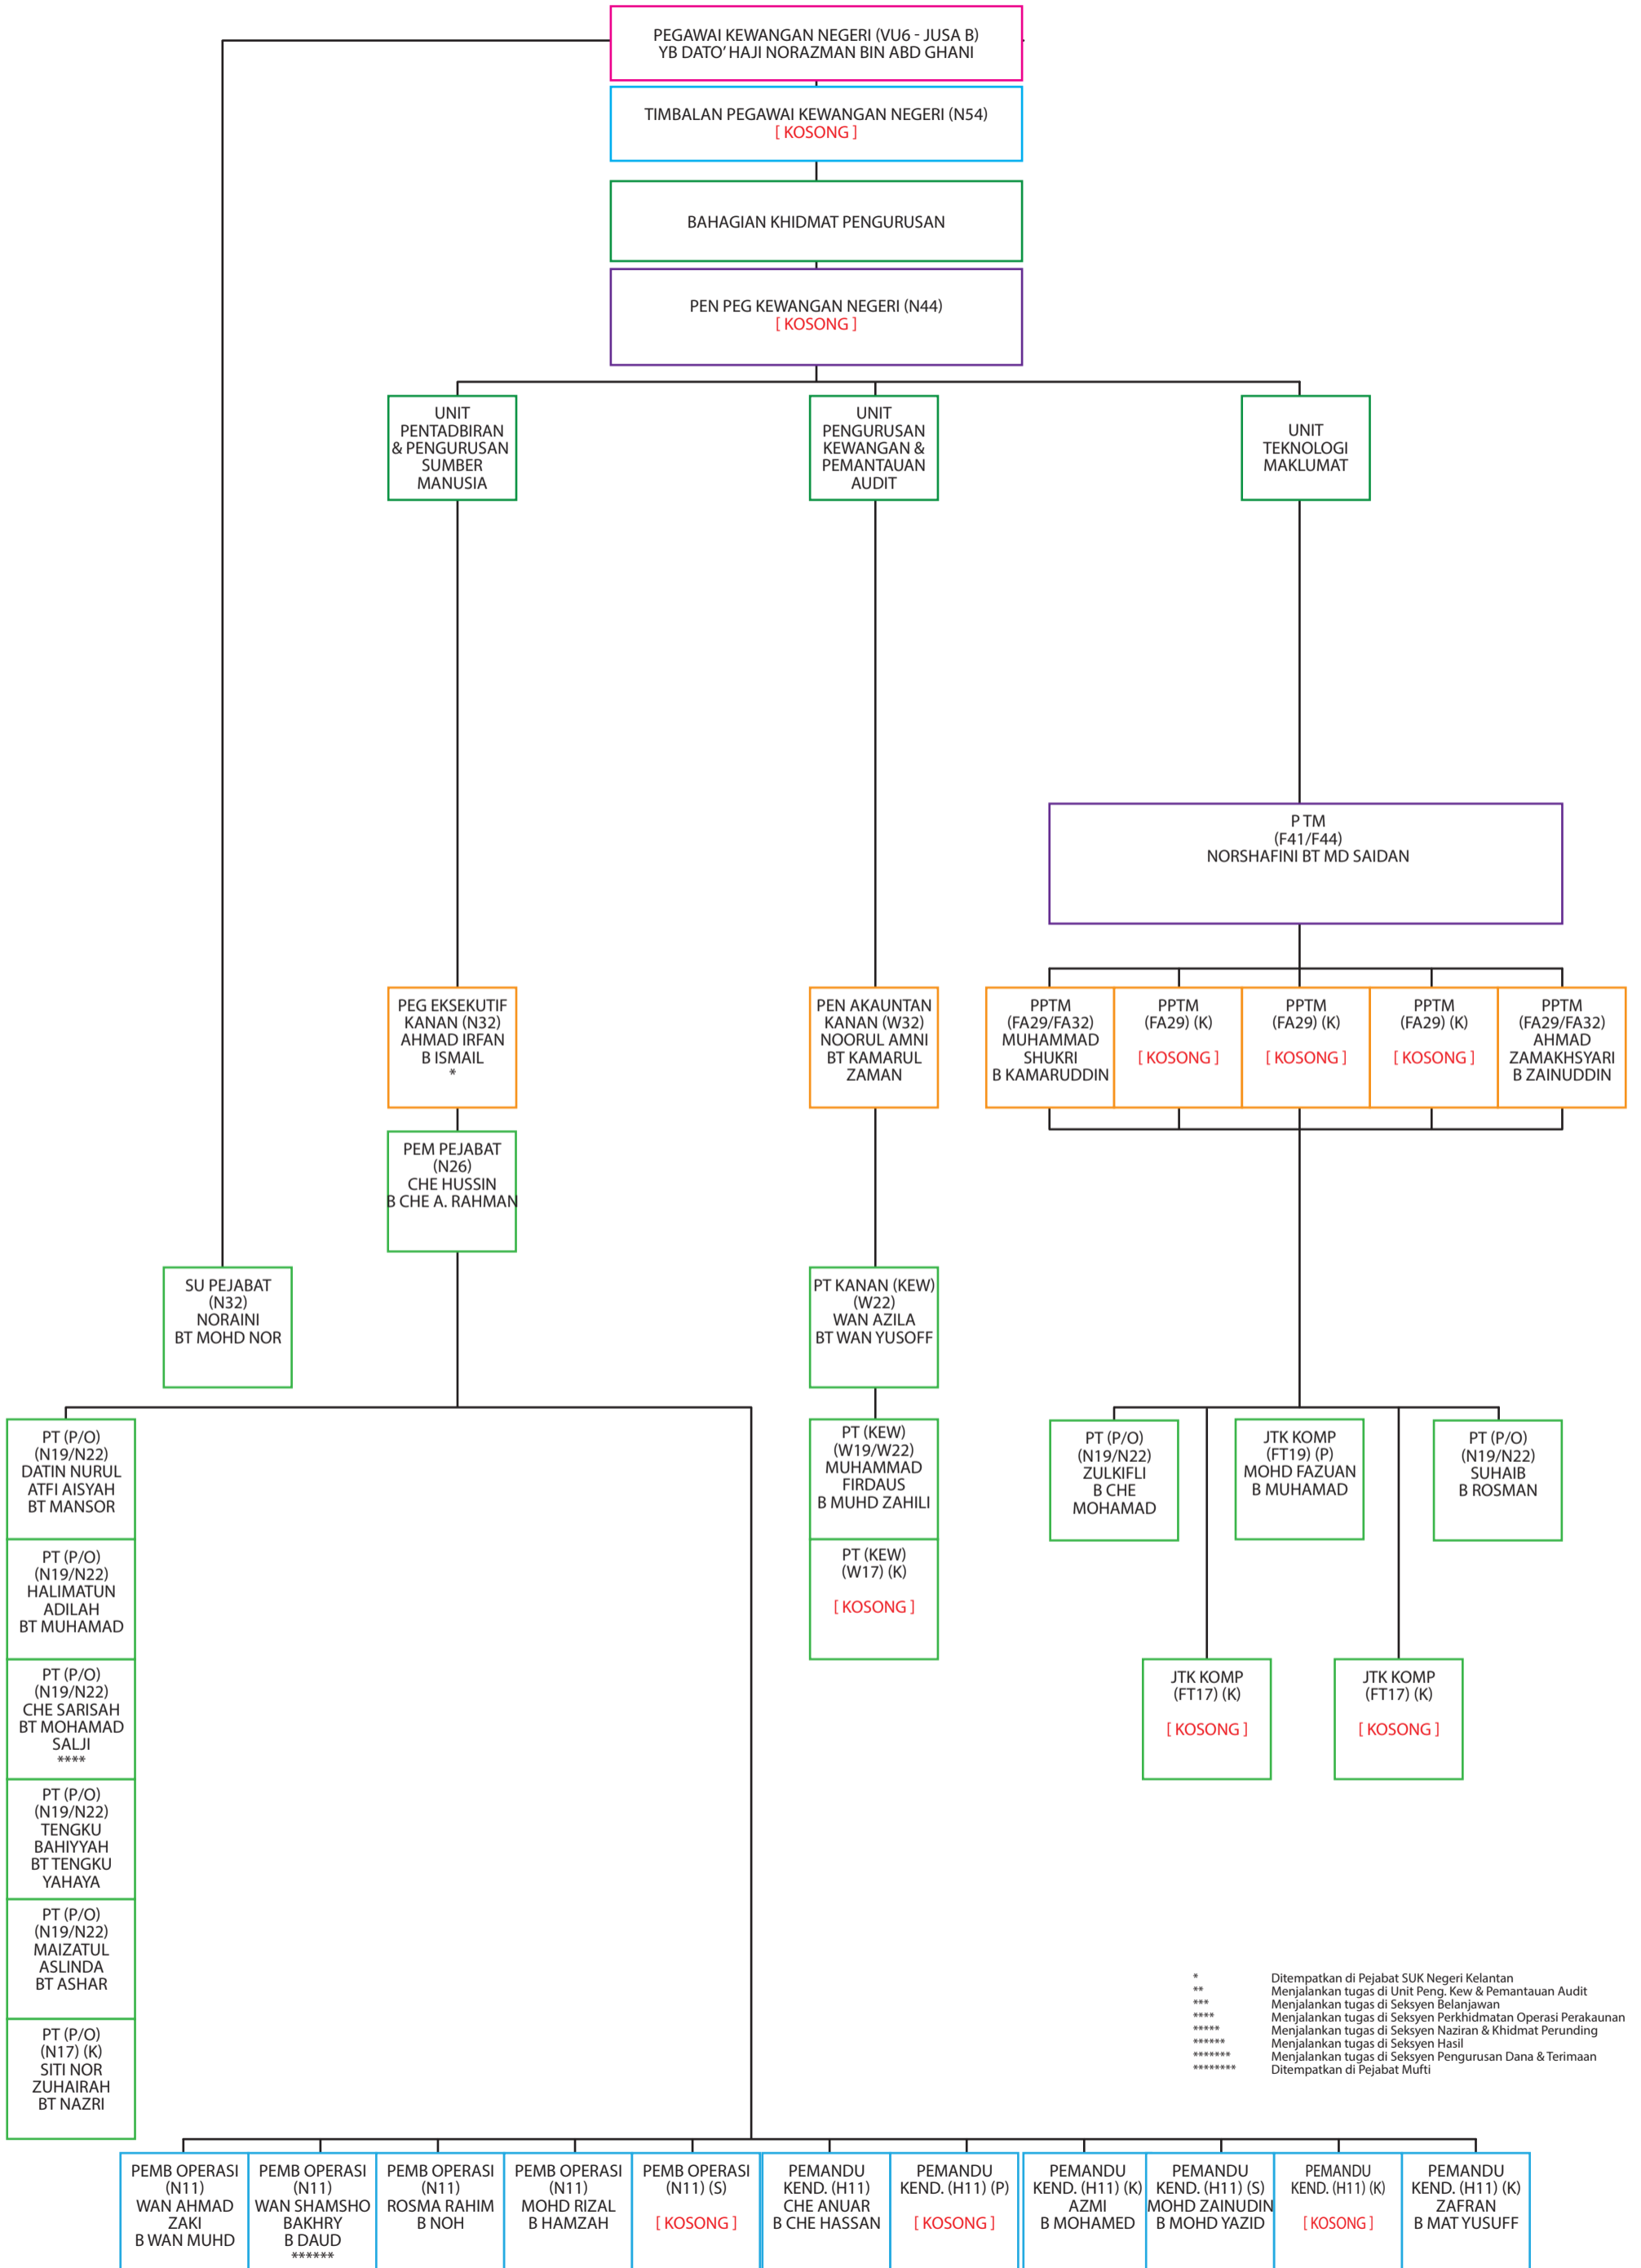 PEGAWAI KEWANGAN NEGERI (VU6 - JUSA B)
YB DATO’ HAJI NORAZMAN BIN ABD GHANI
TIMBALAN PEGAWAI KEWANGAN NEGERI (N54)
[ KOSONG ]
BAHAGIAN KHIDMAT PENGURUSAN
PEN PEG KEWANGAN NEGERI (N44)
[ KOSONG ]
UNIT
PENTADBIRAN
& PENGURUSAN
SUMBER
MANUSIA
UNIT
PENGURUSAN
KEWANGAN &
PEMANTAUAN
AUDIT
UNIT
TEKNOLOGI
MAKLUMAT
P TM
(F41/F44)
NORSHAFINI BT MD SAIDAN
PEG EKSEKUTIF
KANAN (N32)
AHMAD IRFAN
B ISMAIL
*
PEN AKAUNTAN
KANAN (W32)
NOORUL AMNI
BT KAMARUL
ZAMAN
PPTM
(FA29/FA32)
MUHAMMAD
SHUKRI
B KAMARUDDIN
PPTM
(FA29) (K)
[ KOSONG ]
PPTM
(FA29) (K)
[ KOSONG ]
PPTM
(FA29) (K)
[ KOSONG ]
PPTM
(FA29/FA32)
AHMAD
ZAMAKHSYARI
B ZAINUDDIN
PEM PEJABAT
(N26)
CHE HUSSIN
B CHE A. RAHMAN
SU PEJABAT
(N32)
NORAINI
BT MOHD NOR
PT KANAN (KEW)
(W22)
WAN AZILA
BT WAN YUSOFF
PT (P/O)
(N19/N22)
DATIN NURUL
ATFI AISYAH
BT MANSOR
PT (P/O)
(N19/N22)
HALIMATUN
ADILAH
BT MUHAMAD
PT (P/O)
(N19/N22)
CHE SARISAH
BT MOHAMAD
SALJI
****
PT (P/O)
(N19/N22)
TENGKU
BAHIYYAH
BT TENGKU
YAHAYA
PT (P/O)
(N19/N22)
MAIZATUL
ASLINDA
BT ASHAR
PT (P/O)
(N17) (K)
SITI NOR
ZUHAIRAH
BT NAZRI
PT (KEW)
(W19/W22)
MUHAMMAD
FIRDAUS
B MUHD ZAHILI
PT (KEW)
(W17) (K)
[ KOSONG ]
PT (P/O)
(N19/N22)
ZULKIFLI
B CHE
MOHAMAD
JTK KOMP
(FT19) (P)
MOHD FAZUAN
B MUHAMAD
PT (P/O)
(N19/N22)
SUHAIB
B ROSMAN
JTK KOMP
(FT17) (K)
[ KOSONG ]
JTK KOMP
(FT17) (K)
[ KOSONG ]
* Ditempatkan di Pejabat SUK Negeri Kelantan
** Menjalankan tugas di Unit Peng. Kew & Pemantauan Audit
*** Menjalankan tugas di Seksyen Belanjawan
**** Menjalankan tugas di Seksyen Perkhidmatan Operasi Perakaunan
***** Menjalankan tugas di Seksyen Naziran & Khidmat Perunding
****** Menjalankan tugas di Seksyen Hasil
******* Menjalankan tugas di Seksyen Pengurusan Dana & Terimaan
******** Ditempatkan di Pejabat Mufti
PEMB OPERASI
(N11)
WAN AHMAD
ZAKI
B WAN MUHD
PEMB OPERASI
(N11)
WAN SHAMSHO
BAKHRY
B DAUD
******
PEMB OPERASI
(N11)
ROSMA RAHIM
B NOH
PEMB OPERASI
(N11)
MOHD RIZAL
B HAMZAH
PEMB OPERASI
(N11) (S)
[ KOSONG ]
PEMANDU
KEND. (H11)
CHE ANUAR
B CHE HASSAN
PEMANDU
KEND. (H11) (P)
[ KOSONG ]
PEMANDU
KEND. (H11) (K)
AZMI
B MOHAMED
PEMANDU
KEND. (H11) (S)
MOHD ZAINUDIN
B MOHD YAZID
PEMANDU
KEND. (H11) (K)
[ KOSONG ]
PEMANDU
KEND. (H11) (K)
ZAFRAN
B MAT YUSUFF